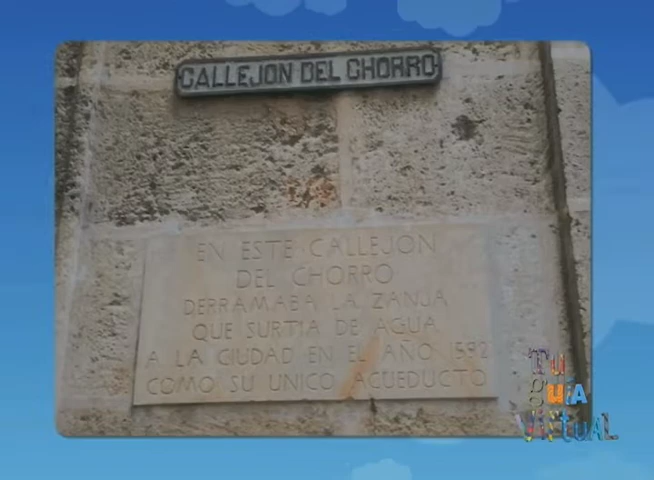 CALLEJON DEL CHORRO
EN ESTE CALLEJON
DEL CHORRO
DERRAMABA LA ZANJA
QUE SURTIA DE AGUA
A LA CIUDAD EN EL AÑO 1592
COMO SU UNICO ACUEDUCTO
Tu
guíA
VirtuAL